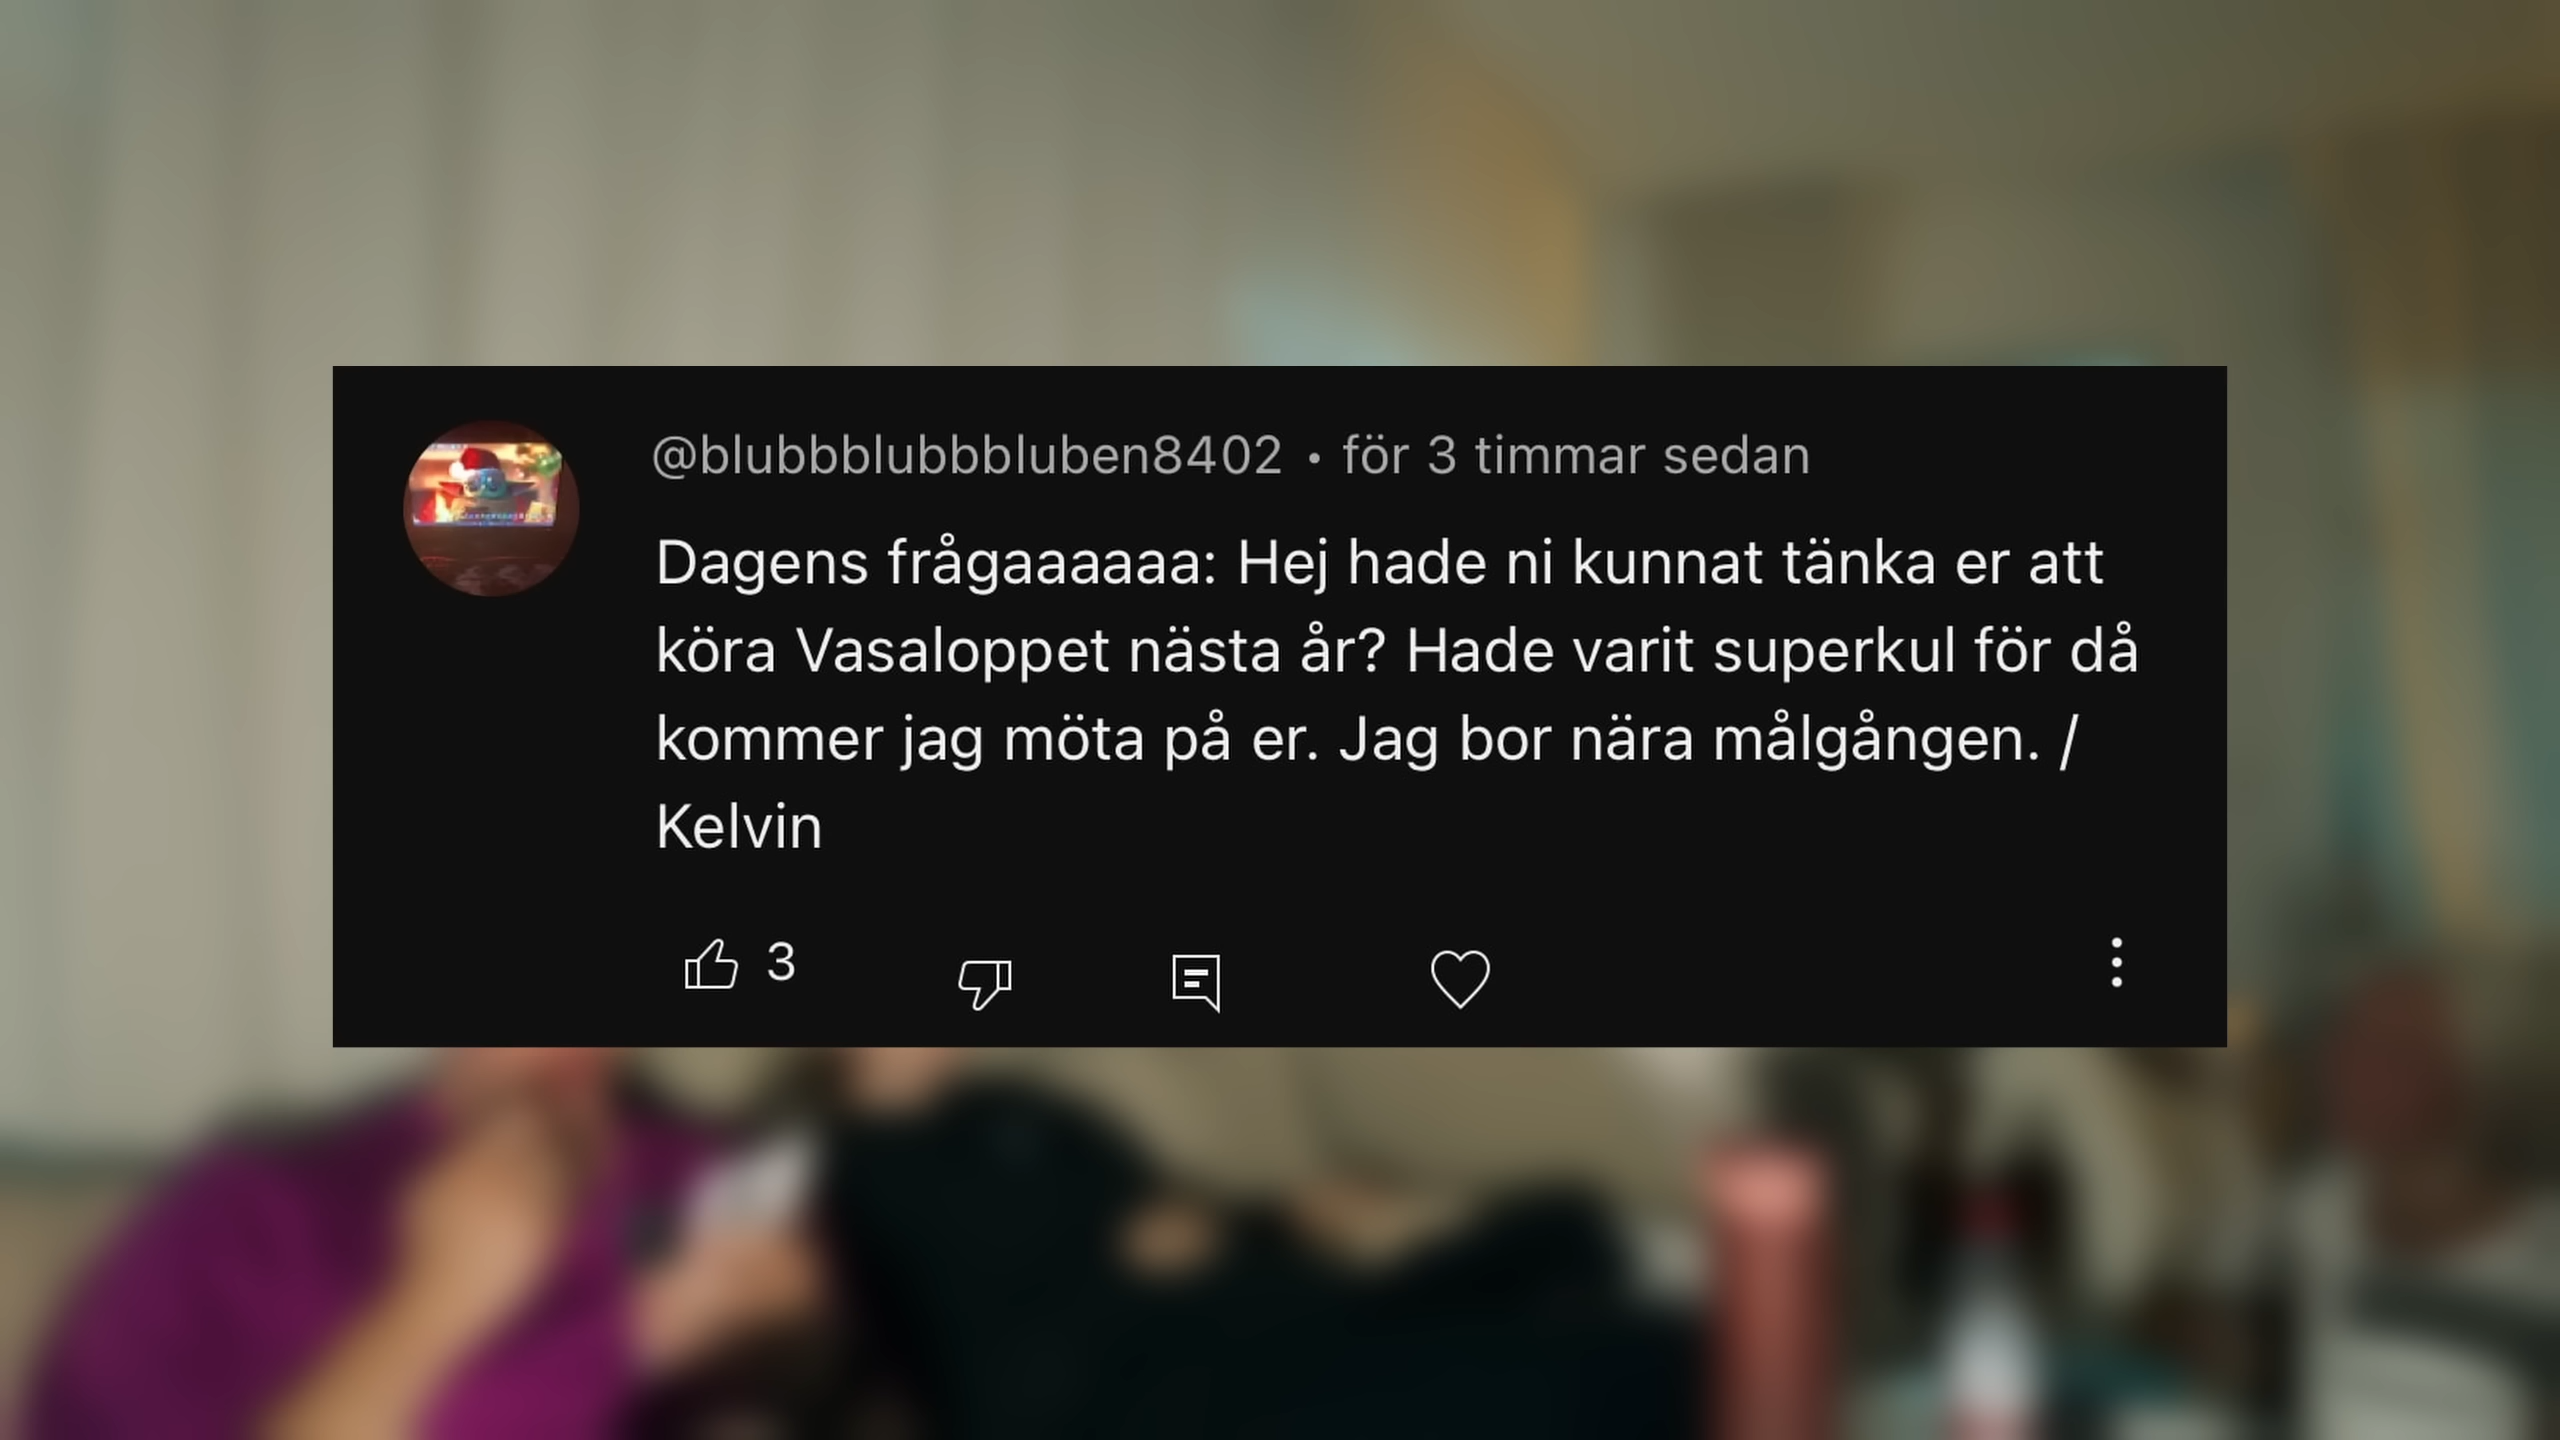 @blubbblubbbluben8402 • för 3 timmar sedan
Dagens frågaaaaaa: Hej hade ni kunnat tänka er att
köra Vasaloppet nästa år? Hade varit superkul för då
kommer jag möta på er. Jag bor nära målgången. /
Kelvin
3